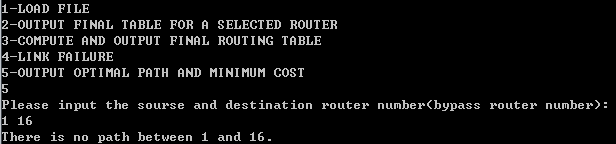 1-LOAD FILE
2-OUTPUT FINAL TABLE FOR A SELECTED ROUTER
3-COMPUTE AND OUTPUT FINAL ROUTING TABLE
4-LINK FAILURE
5-OUTPUT OPTIMAL PATH AND MINIMUM COST
5
Please input the sourse and destination router number(bypass router number):
1 16
There is no path between 1 and 16.